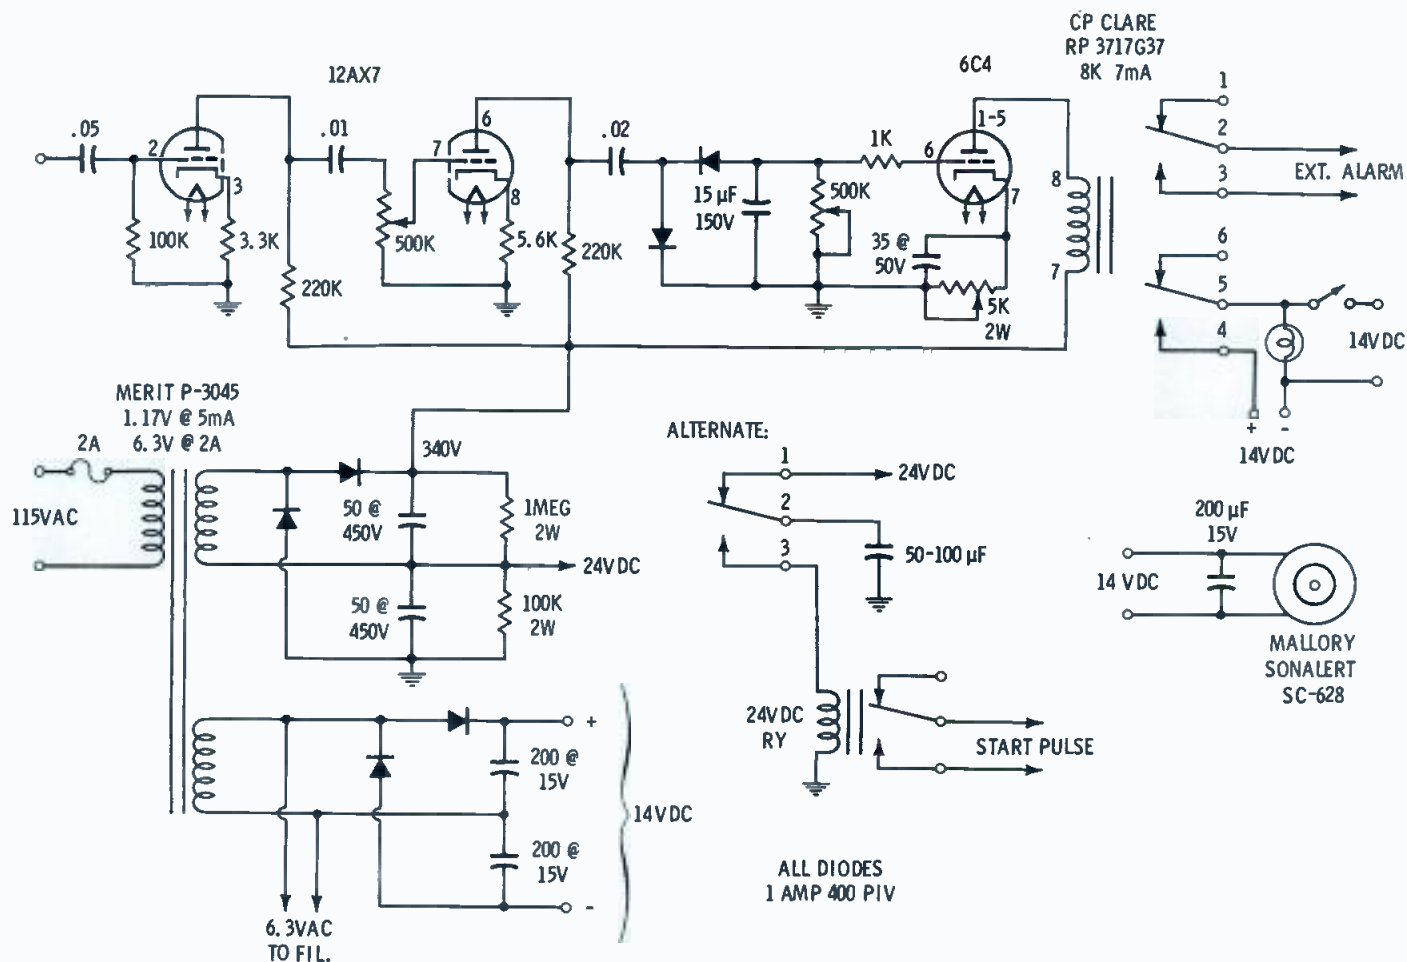 CP CLARE
RP 3717G37
8K 7mA
12AX7
6C4
.05
2
3
100K
3.3K
220K
.01
500K
6
7
8
5.6K
220K
.02
15 µF
150V
500K
1K
1-5
6
7
35 @
50V
5K
2W
8
7
1
2
3
EXT. ALARM
6
5
4
14VDC
+ -
14VDC
MERIT P-3045
1.17V @ 5mA
6.3V @ 2A
2A
115VAC
340V
50 @
450V
1MEG
2W
24VDC
50 @
450V
100K
2W
+
200 @
15V
14VDC
200 @
15V
-
6.3VAC
TO FIL.
ALTERNATE:
1
24VDC
2
3
50-100 µF
24VDC
RY
START PULSE
ALL DIODES
1 AMP 400 PIV
200 µF
15V
14 VDC
MALLORY
SONALERT
SC-628